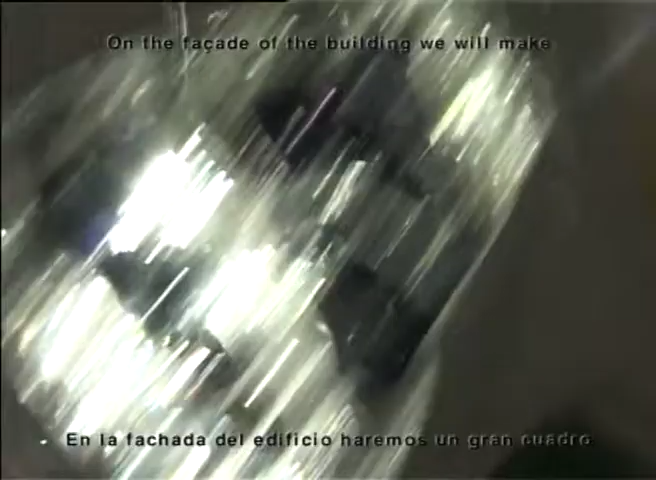 On the façade of the building we will make
En la fachada del edificio haremos un gran cuadro